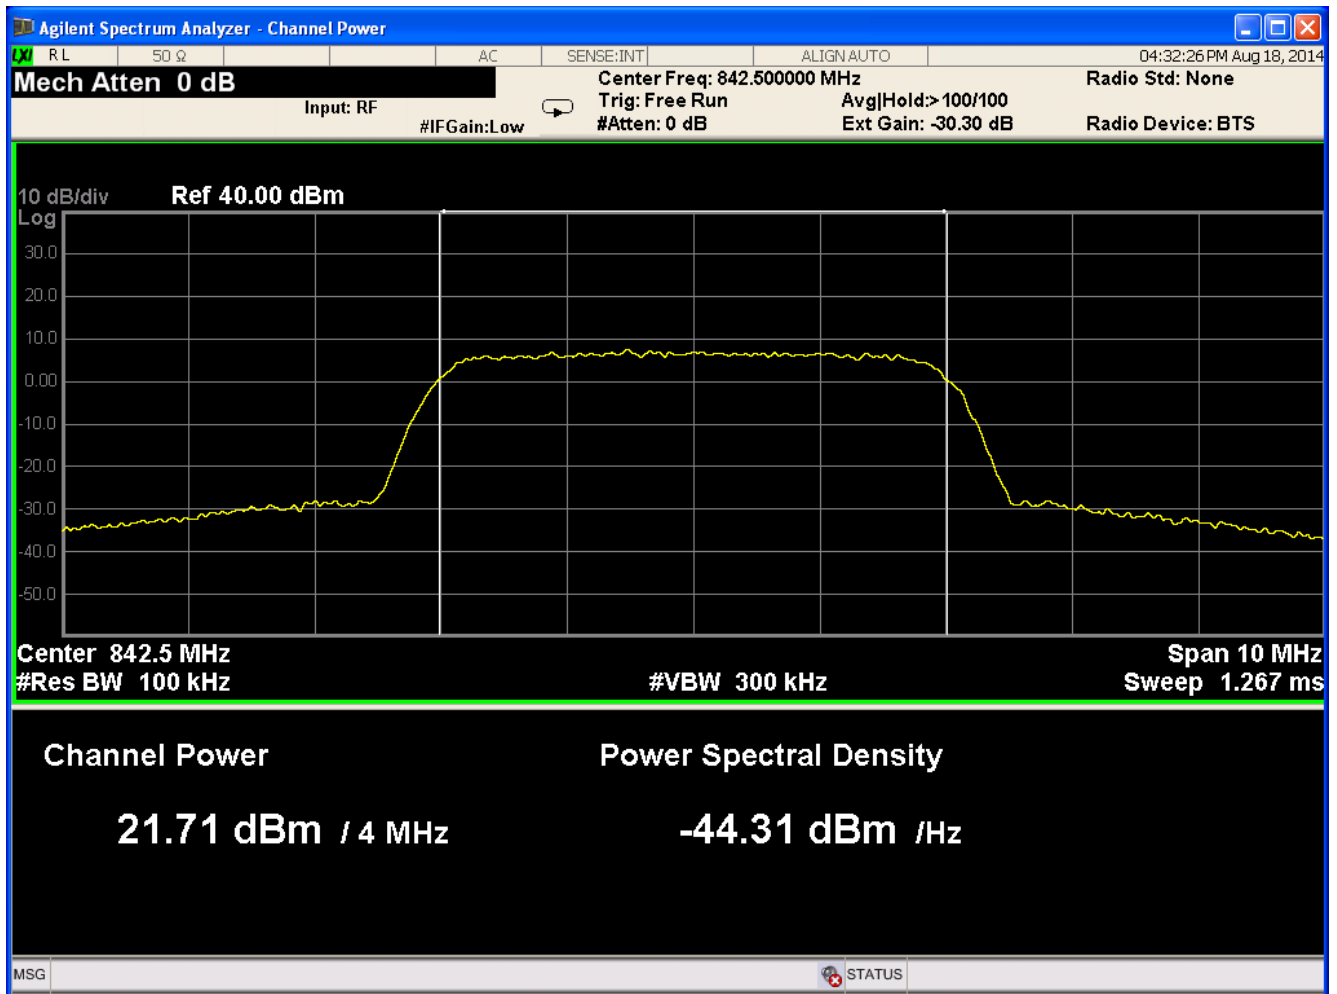 Agilent Spectrum Analyzer - Channel Power
LXI RL 50 Ω AC SENSE:INT ALIGN AUTO 04:32:26 PM Aug 18, 2014
Mech Atten 0 dB
Center Freq: 842.500000 MHz Radio Std: None
Input: RF Trig: Free Run Avg|Hold:>100/100
#IFGain:Low #Atten: 0 dB Ext Gain: -30.30 dB Radio Device: BTS
10 dB/div Ref 40.00 dBm
Log
30.0
20.0
10.0
0.00
-10.0
-20.0
-30.0
-40.0
-50.0
Center 842.5 MHz Span 10 MHz
#Res BW 100 kHz #VBW 300 kHz Sweep 1.267 ms
Channel Power Power Spectral Density
21.71 dBm / 4 MHz -44.31 dBm /Hz
MSG STATUS